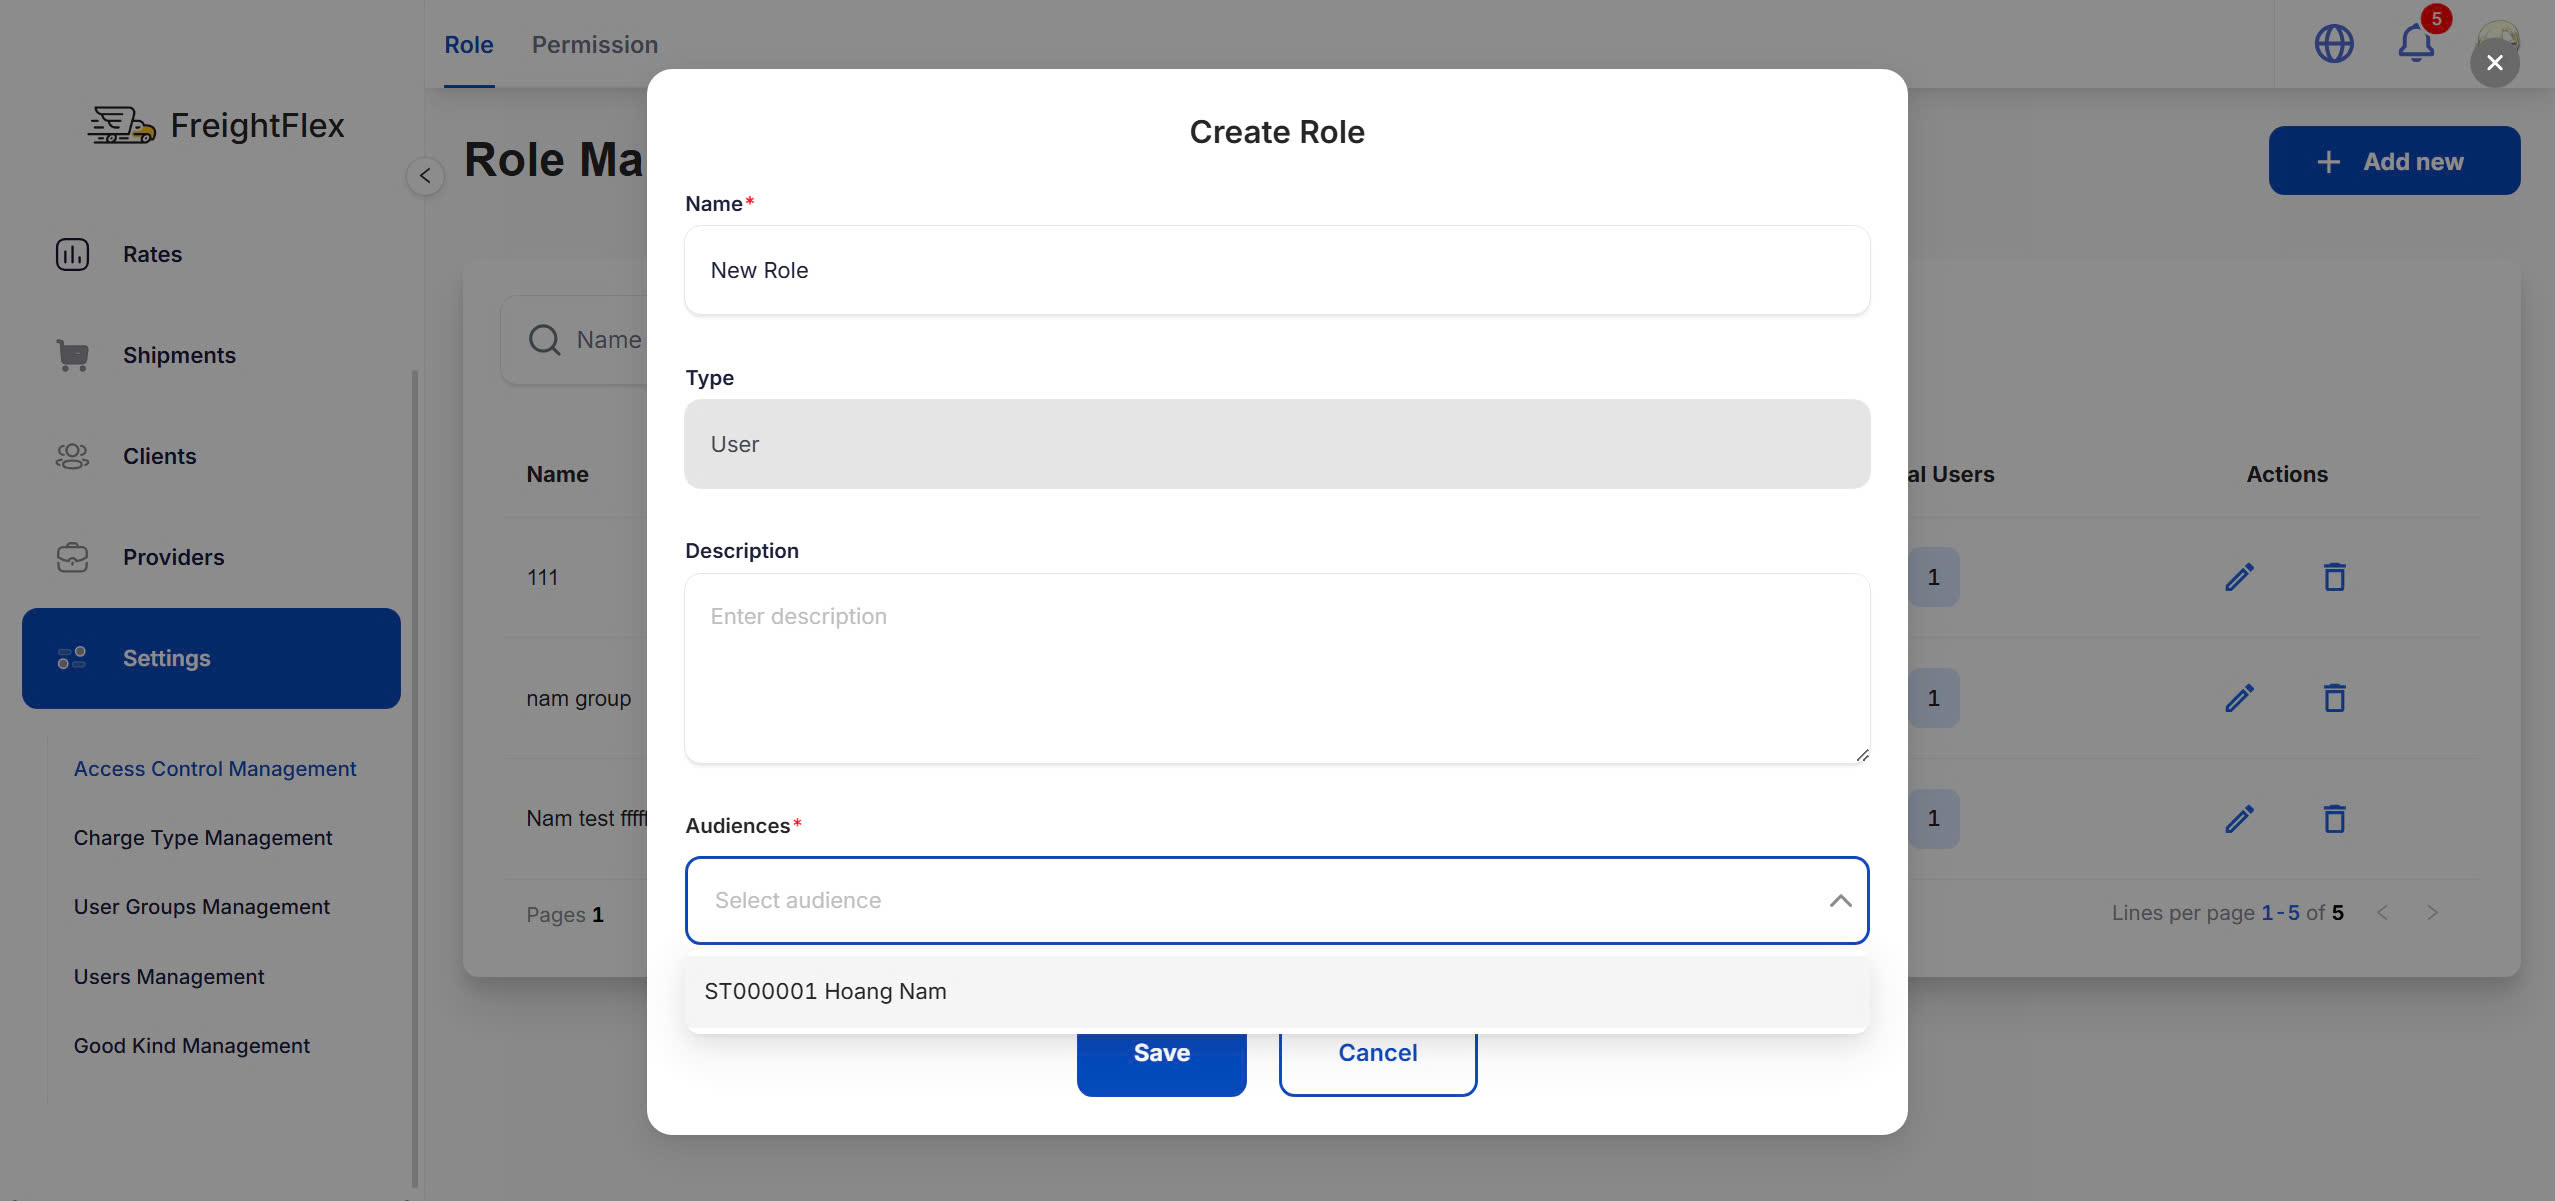 Role Permission
5
FreightFlex
Role Ma
Add new
Rates
Shipments
Clients
Providers
Settings
Access Control Management
Charge Type Management
User Groups Management
Users Management
Good Kind Management
Name
Name
al Users
Actions
111
1
nam group
1
Nam test fffff
1
Pages 1
Lines per page 1-5 of 5
Create Role
Name*
New Role
Type
User
Description
Enter description
Audiences*
Select audience
ST000001 Hoang Nam
Save
Cancel